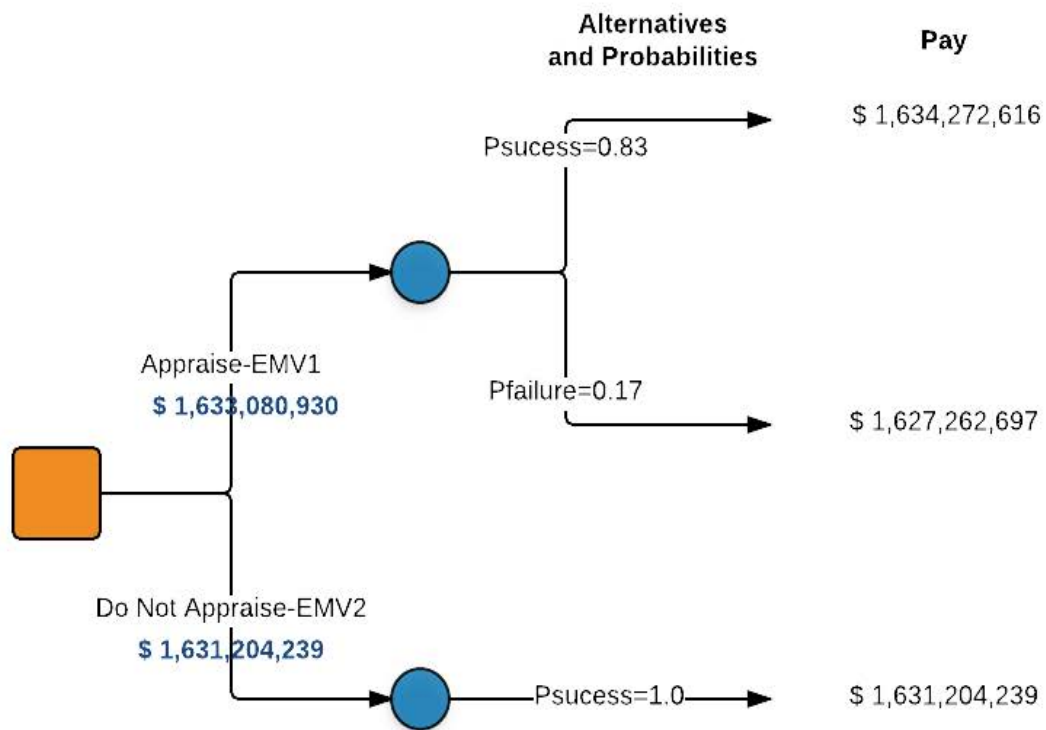 Alternatives
and Probabilities
Pay
$ 1,634,272,616
Psucess=0.83
Appraise-EMV1
$ 1,633,080,930
Pfailure=0.17
$ 1,627,262,697
Do Not Appraise-EMV2
$ 1,631,204,239
Psucess=1.0
$ 1,631,204,239